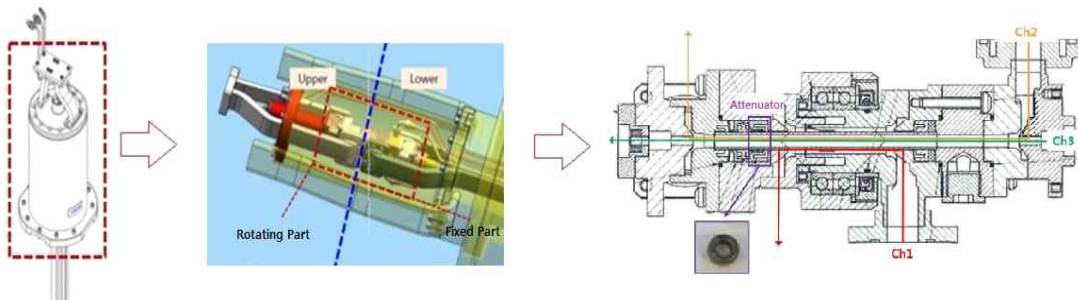 Upper
Lower
Rotating Part
Fixed Part
Attenuator
Ch2
Ch3
Ch1